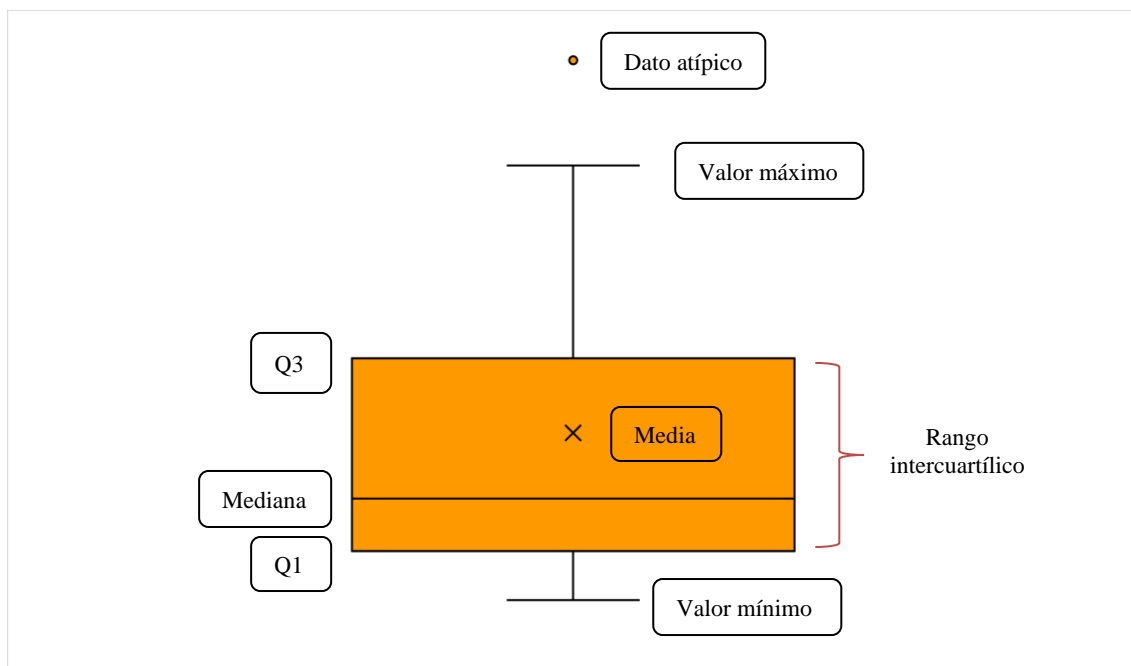 Dato atípico
Valor máximo
Q3
Media
Rango
intercuartílico
Mediana
Q1
Valor mínimo